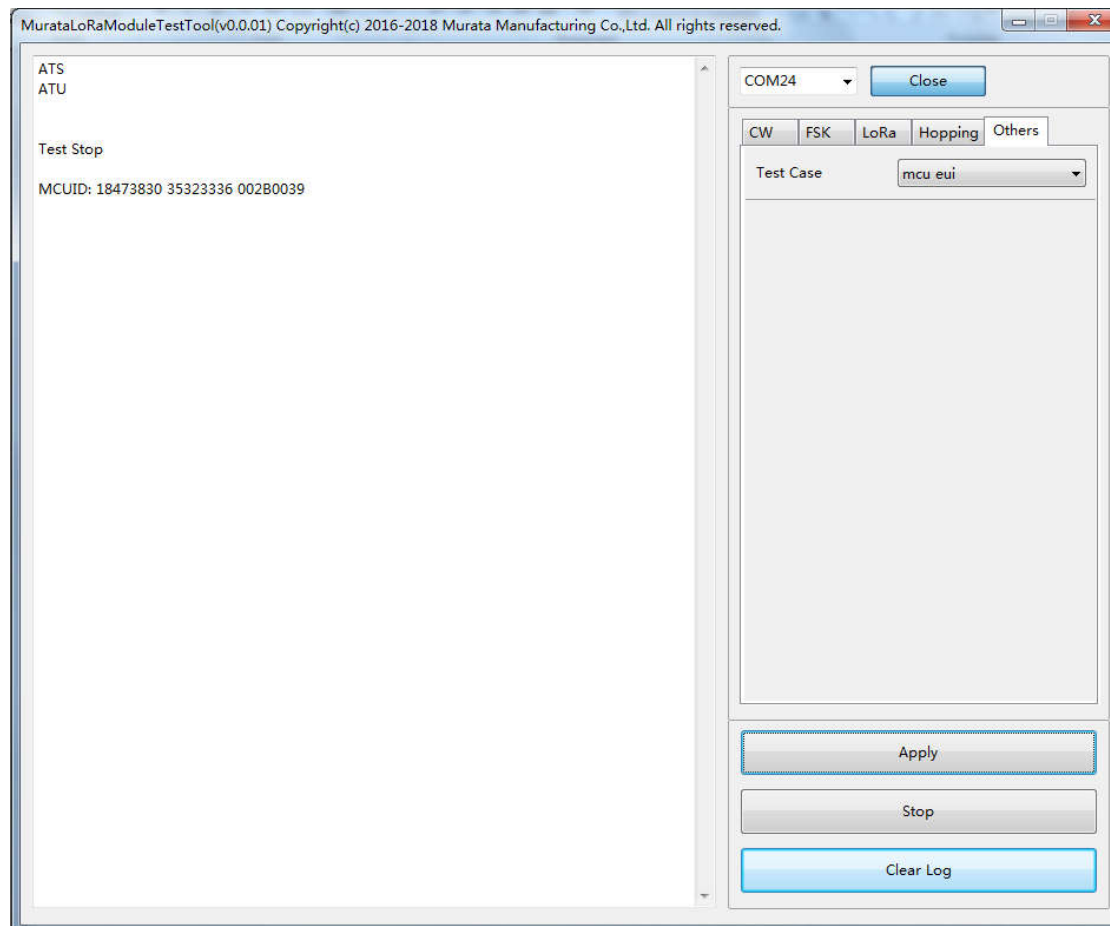 MurataLoRaModuleTestTool(v0.0.01) Copyright(c) 2016-2018 Murata Manufacturing Co.,Ltd. All rights reserved.
ATS
ATU
Test Stop
MCUID: 18473830 35323336 002B0039
COM24
Close
CW
FSK
LoRa
Hopping
Others
Test Case
mcu eui
Apply
Stop
Clear Log